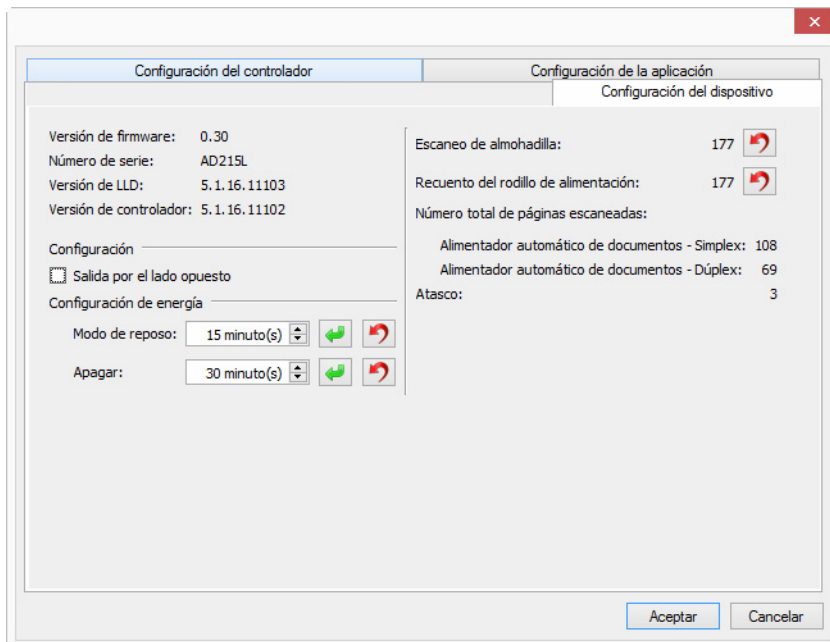 Configuración del controlador
Configuración de la aplicación
Configuración del dispositivo
Versión de firmware: 0.30
Número de serie: AD215L
Versión de LLD: 5.1.16.11103
Versión de controlador: 5.1.16.11102
Configuración
Salida por el lado opuesto
Configuración de energía
Modo de reposo: 15 minuto(s)
Apagar: 30 minuto(s)
Escaneo de almohadilla: 177
Recuento del rodillo de alimentación: 177
Número total de páginas escaneadas:
Alimentador automático de documentos - Simplex: 108
Alimentador automático de documentos - Dúplex: 69
Atasco: 3
Aceptar
Cancelar